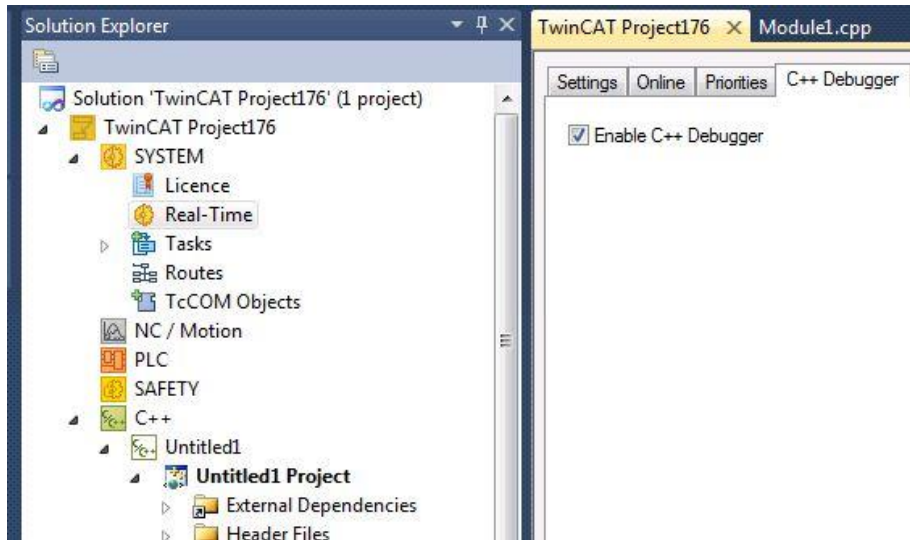 Solution Explorer
Solution 'TwinCAT Project176' (1 project)
TwinCAT Project176
SYSTEM
Licence
Real-Time
Tasks
Routes
TcCOM Objects
NC / Motion
PLC
SAFETY
C++
Untitled1
Untitled1 Project
External Dependencies
Header Files
TwinCAT Project176 Module1.cpp
Settings Online Priorities C++ Debugger
Enable C++ Debugger